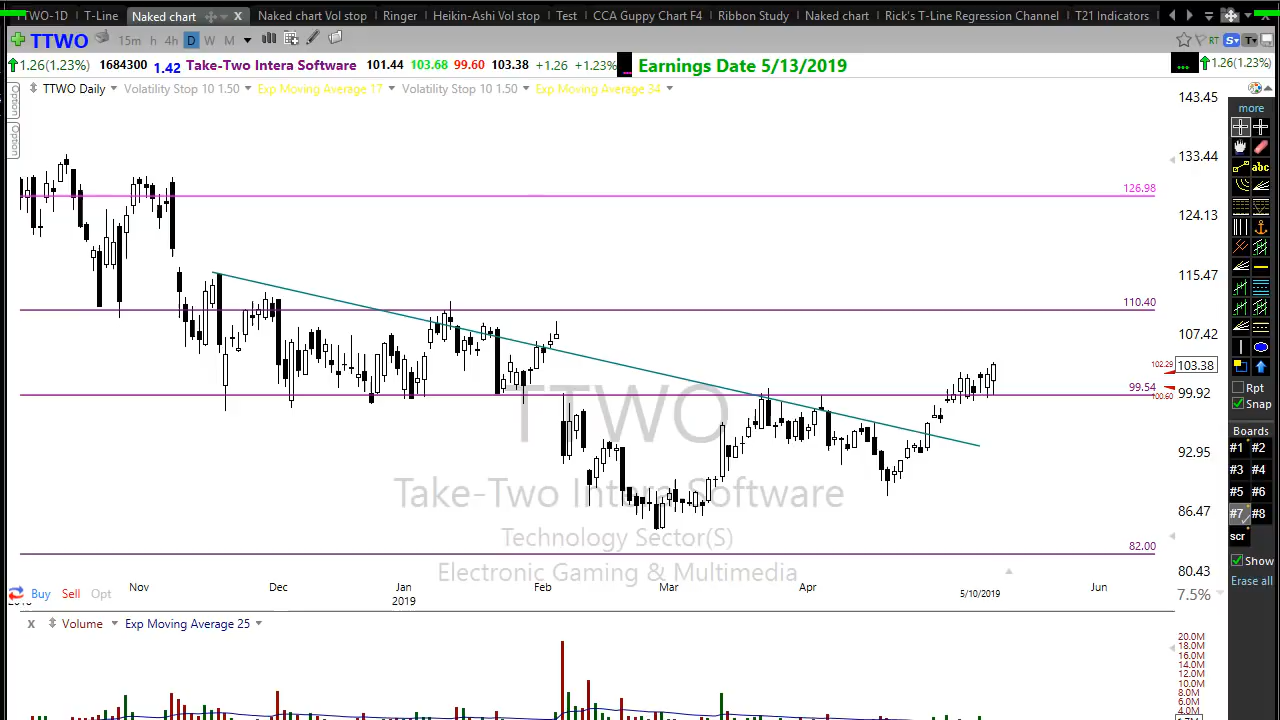 TTWO-1D T-Line Naked chart X Naked chart Vol stop Ringer Heikin-Ashi Vol stop Test CCA Guppy Chart F4 Ribbon Study Naked chart Rick's T-Line Regression Channel T21 Indicators
TTWO 15m h 4h D W M RT S T
1.26(1.23%) 1684300 1.42 Take-Two Intera Software 101.44 103.68 99.60 103.38 +1.26 +1.23% Earnings Date 5/13/2019 ... 1.26(1.23%)
TTWO Daily Volatility Stop 10 1.50 Exp Moving Average 17 Volatility Stop 10 1.50 Exp Moving Average 34
Option
Option
143.45
133.44
126.98
124.13
115.47
110.40
107.42
102.29 103.38
99.54 99.92
100.60
92.95
86.47
82.00
80.43
TTWO
Take-Two Intera Software
Technology Sector(S)
Electronic Gaming & Multimedia
Nov Dec Jan Feb Mar Apr 5/10/2019 Jun
2019
Buy Sell Opt 7.5%
x Volume Exp Moving Average 25
20.0M
18.0M
16.0M
14.0M
12.0M
10.0M
8.0M
6.0M
4.0M
more
abc
Rpt
Snap
Boards
#1 #2
#3 #4
#5 #6
#7 #8
scr
Show
Erase all